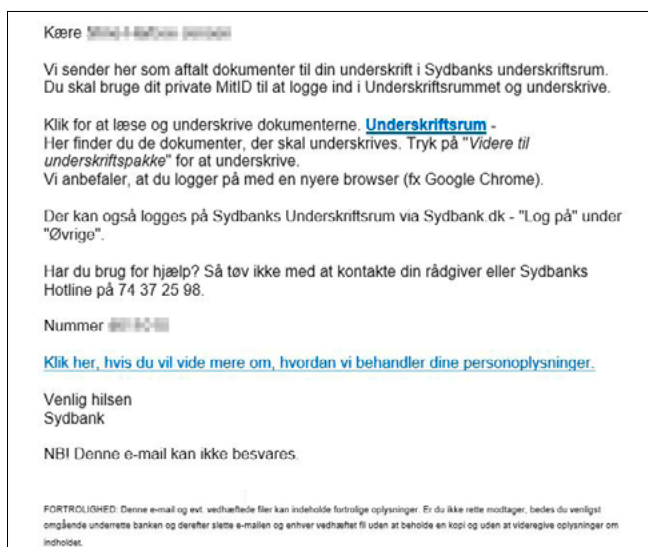 Kære
Vi sender her som aftalt dokumenter til din underskrift i Sydbanks underskriftsrum.
Du skal bruge dit private MitID til at logge ind i Underskriftsrummet og underskrive.
Klik for at læse og underskrive dokumenterne. Underskriftsrum -
Her finder du de dokumenter, der skal underskrives. Tryk på "Videre til
underskriftspakke" for at underskrive.
Vi anbefaler, at du logger på med en nyere browser (fx Google Chrome).
Der kan også logges på Sydbanks Underskriftsrum via Sydbank.dk - "Log på" under
"Øvrige".
Har du brug for hjælp? Så tøv ikke med at kontakte din rådgiver eller Sydbanks
Hotline på 74 37 25 98.
Nummer
Klik her, hvis du vil vide mere om, hvordan vi behandler dine personoplysninger.
Venlig hilsen
Sydbank
NB! Denne e-mail kan ikke besvares.
FORTROLIGHED: Denne e-mail og evt. vedhæftede filer kan indeholde fortrolige oplysninger. Er du ikke rette modtager, bedes du venligst
omgående underrette banken og derefter slette e-mailen og enhver vedhæftet fil uden at beholde en kopi og uden at videregive oplysninger om
indholdet.